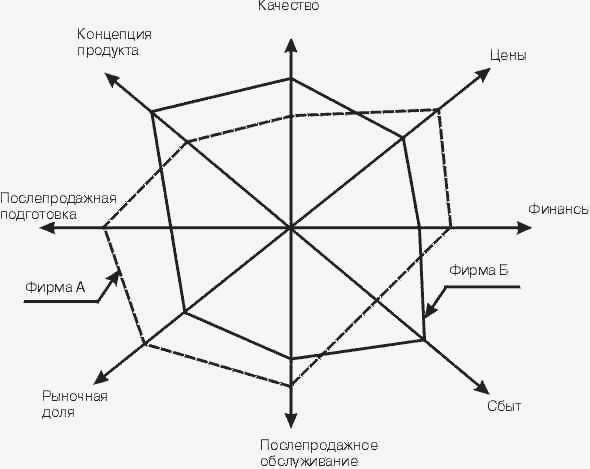 Качество
Концепция
продукта
Цены
Послепродажная
подготовка
Финансы
Фирма А
Фирма Б
Рыночная
доля
Сбыт
Послепродажное
обслуживание